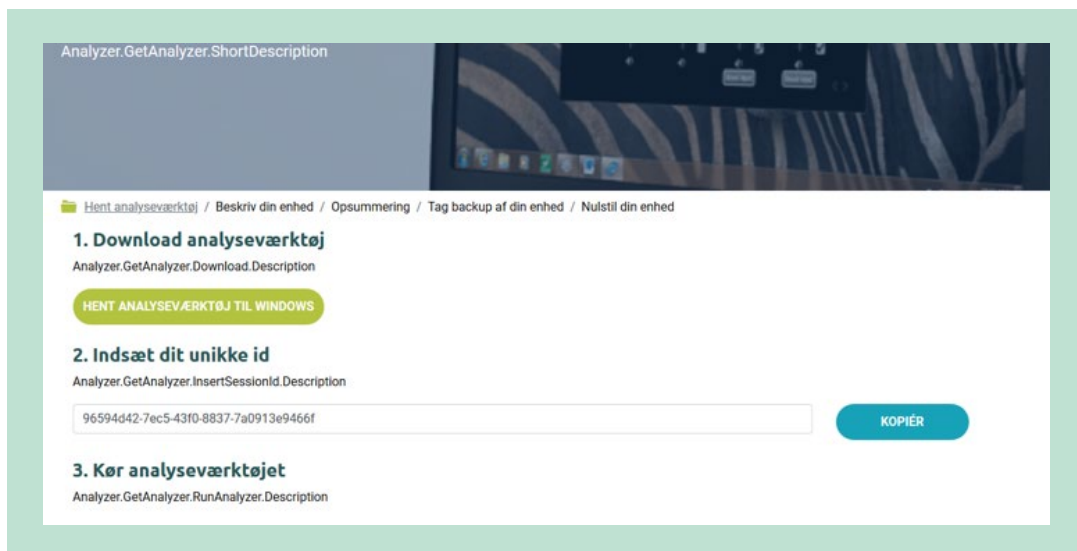 Analyzer.GetAnalyzer.ShortDescription
Hent analyseværktøj / Beskriv din enhed / Opsummering / Tag backup af din enhed / Nulstil din enhed
1. Download analyseværktøj
Analyzer.GetAnalyzer.Download.Description
HENT ANALYSEVÆRKTØJ TIL WINDOWS
2. Indsæt dit unikke id
Analyzer.GetAnalyzer.InsertSessionId.Description
96594d42-7ec5-43f0-8837-7a0913e9466f
KOPIÉR
3. Kør analyseværktøjet
Analyzer.GetAnalyzer.RunAnalyzer.Description